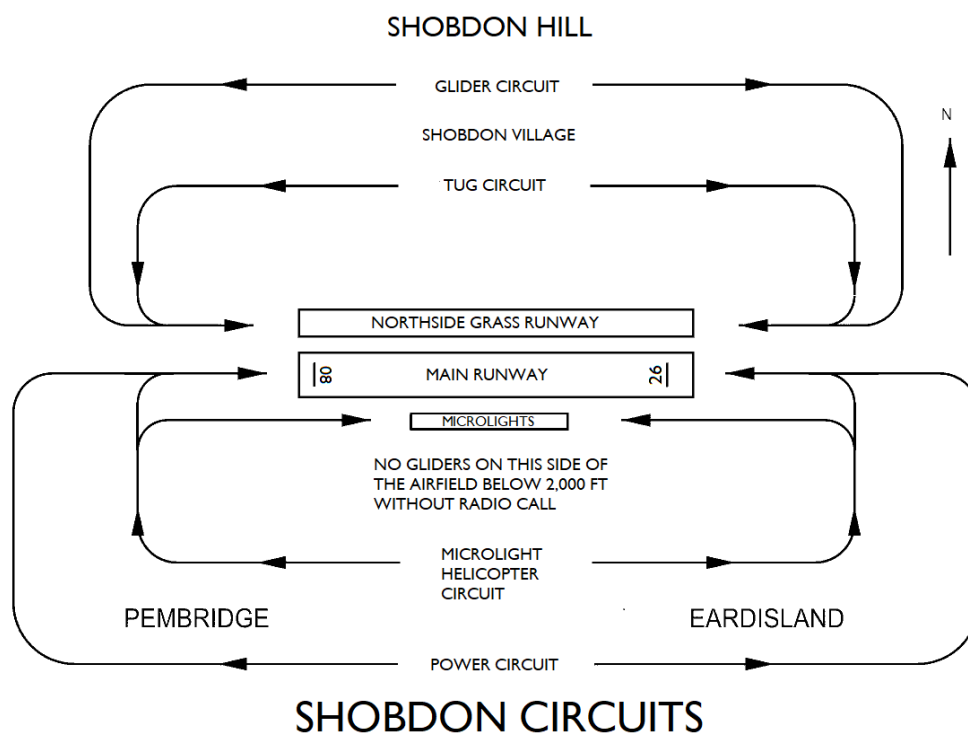 SHOBDON HILL
GLIDER CIRCUIT
SHOBDON VILLAGE
N
TUG CIRCUIT
NORTHSIDE GRASS RUNWAY
08
MAIN RUNWAY
26
MICROLIGHTS
NO GLIDERS ON THIS SIDE OF
THE AIRFIELD BELOW 2,000 FT
WITHOUT RADIO CALL
MICROLIGHT
HELICOPTER
CIRCUIT
PEMBRIDGE
EARDISLAND
POWER CIRCUIT
SHOBDON CIRCUITS